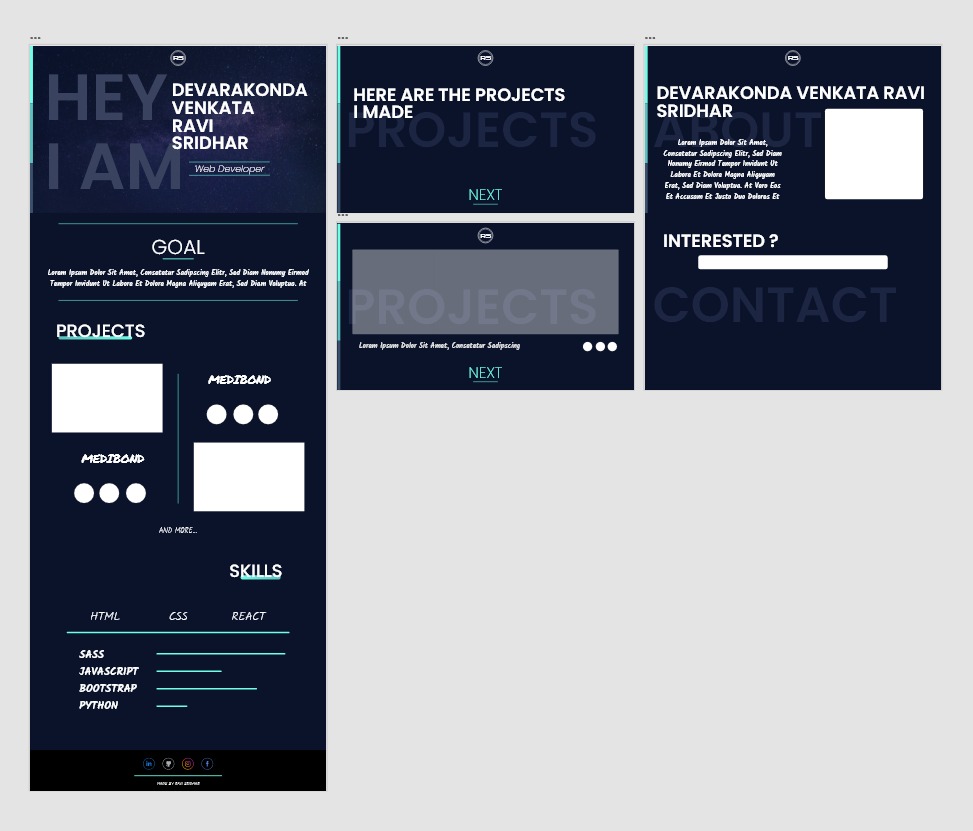 RS
HEY
I AM
DEVARAKONDA
VENKATA
RAVI
SRIDHAR
Web Developer
GOAL
Lorem Ipsum Dolor Sit Amet, Consetetur Sadipscing Elitr, Sed Diam Nonumy Eirmod
Tempor Invidunt Ut Labore Et Dolore Magna Aliquyam Erat, Sed Diam Voluptua. At
PROJECTS
MEDIBOND
MEDIBOND
AND MORE...
SKILLS
HTML CSS REACT
SASS
JAVASCRIPT
BOOTSTRAP
PYTHON
in
f
MADE BY RAVI SRIDHAR
RS
HERE ARE THE PROJECTS
I MADE
PROJECTS
NEXT
RS
PROJECTS
Lorem Ipsum Dolor Sit Amet, Consetetur Sadipscing
NEXT
RS
DEVARAKONDA VENKATA RAVI
SRIDHAR
ABOUT
Lorem Ipsum Dolor Sit Amet,
Consetetur Sadipscing Elitr, Sed Diam
Nonumy Eirmod Tempor Invidunt Ut
Labore Et Dolore Magna Aliquyam
Erat, Sed Diam Voluptua. At Vero Eos
Et Accusam Et Justo Duo Dolores Et
INTERESTED ?
CONTACT